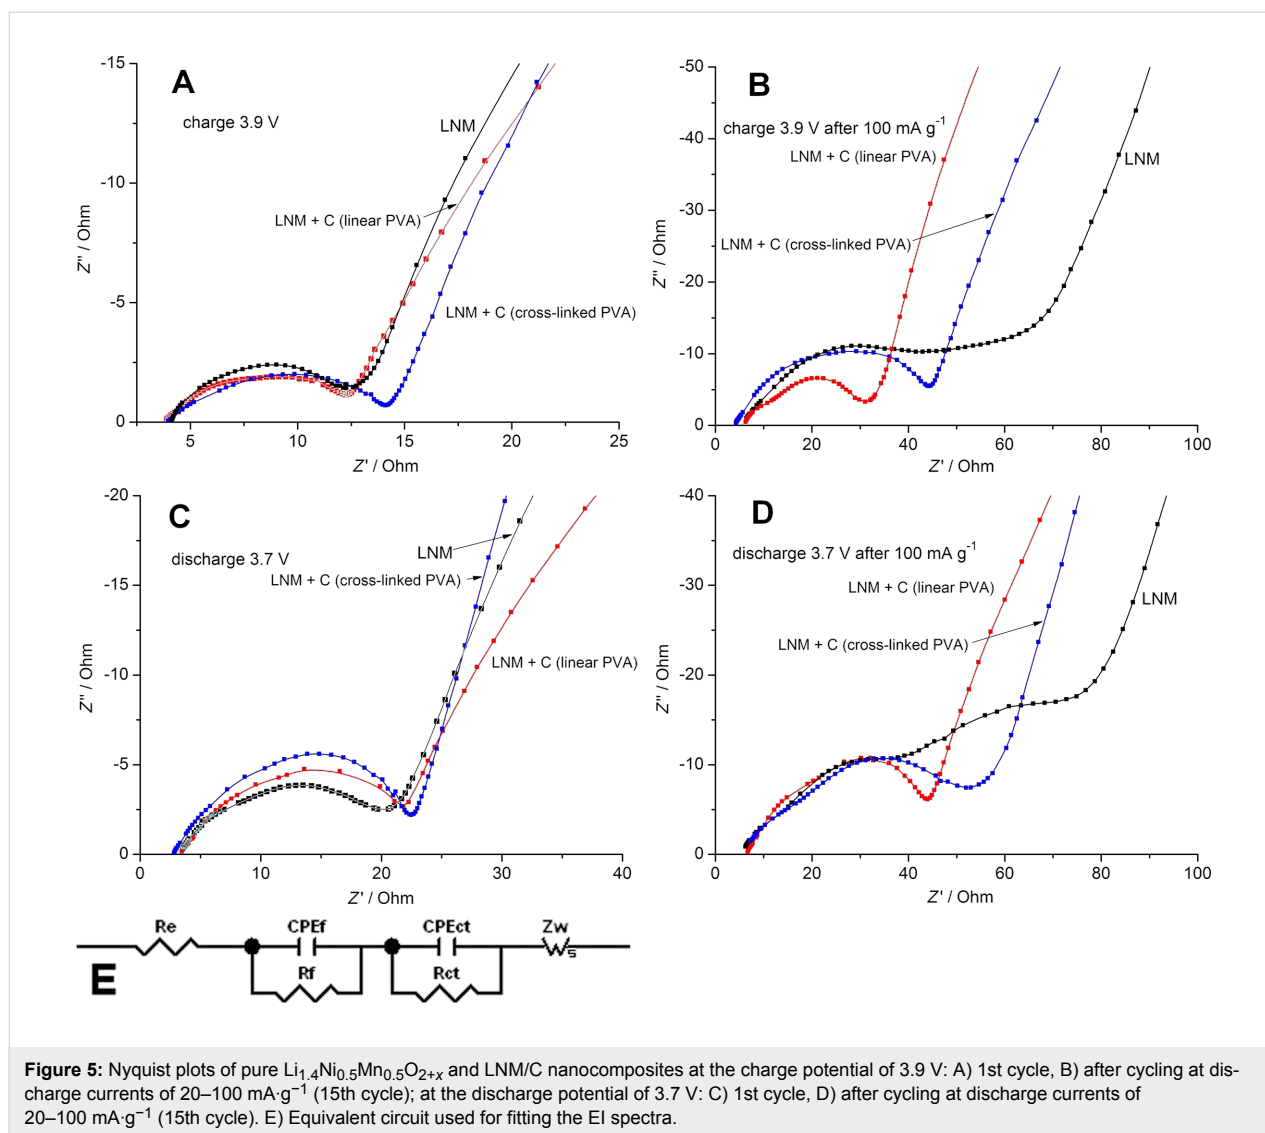 A
charge 3.9 V
LNM
LNM + C (linear PVA)
LNM + C (cross-linked PVA)
-15
-10
-5
0
5
10
15
20
25
Z'' / Ohm
Z' / Ohm
B
charge 3.9 V after 100 mA g⁻¹
LNM + C (linear PVA)
LNM
LNM + C (cross-linked PVA)
-50
-40
-30
-20
-10
0
0
20
40
60
80
100
Z'' / Ohm
Z' / Ohm
C
discharge 3.7 V
LNM
LNM + C (cross-linked PVA)
LNM + C (linear PVA)
-20
-15
-10
-5
0
0
10
20
30
40
Z'' / Ohm
Z' / Ohm
D
discharge 3.7 V after 100 mA g⁻¹
LNM + C (linear PVA)
LNM
LNM + C (cross-linked PVA)
-40
-30
-20
-10
0
0
20
40
60
80
100
Z'' / Ohm
Z' / Ohm
E
Re
CPEf
Rf
CPEct
Rct
Zw
s
Figure 5: Nyquist plots of pure Li₁.₄Ni₀.₅Mn₀.₅O₂₊ₓ and LNM/C nanocomposites at the charge potential of 3.9 V: A) 1st cycle, B) after cycling at dis-
charge currents of 20–100 mA·g⁻¹ (15th cycle); at the discharge potential of 3.7 V: C) 1st cycle, D) after cycling at discharge currents of
20–100 mA·g⁻¹ (15th cycle). E) Equivalent circuit used for fitting the EI spectra.